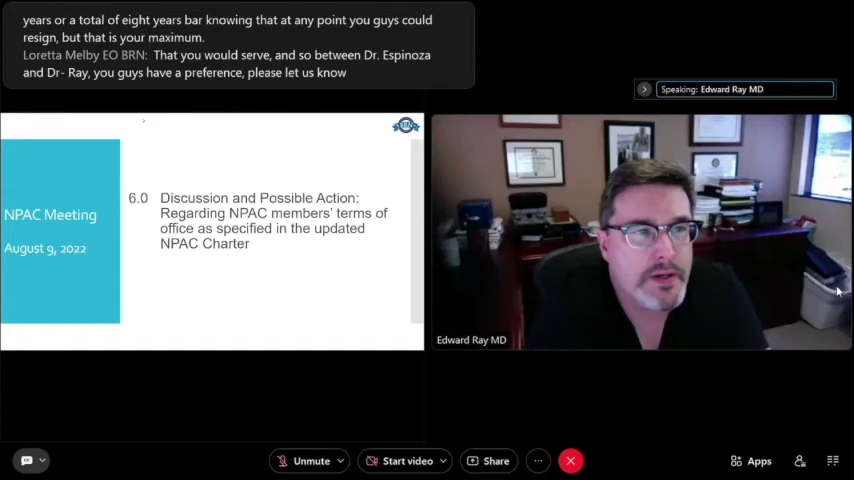 years or a total of eight years bar knowing that at any point you guys could
resign, but that is your maximum.
Loretta Melby EO BRN: That you would serve, and so between Dr. Espinoza
and Dr- Ray, you guys have a preference, please let us know
Speaking: Edward Ray MD
NPAC Meeting
August 9, 2022
6.0 Discussion and Possible Action:
Regarding NPAC members' terms of
office as specified in the updated
NPAC Charter
Edward Ray MD
Unmute
Start video
Share
Apps